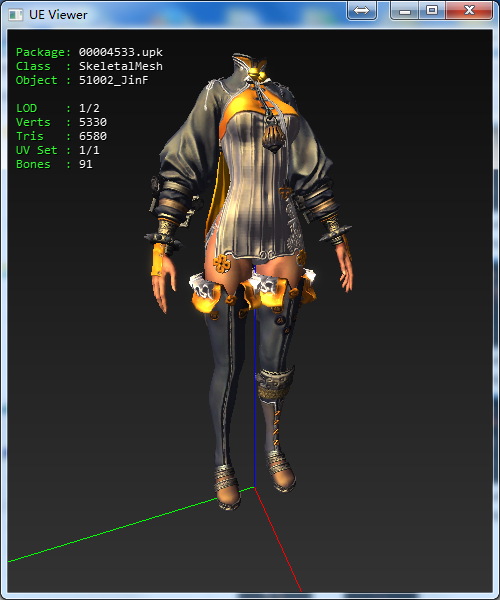 UE Viewer
Package: 00004533.upk
Class : SkeletalMesh
Object : 51002_JinF
LOD : 1/2
Verts : 5330
Tris : 6580
UV Set : 1/1
Bones : 91